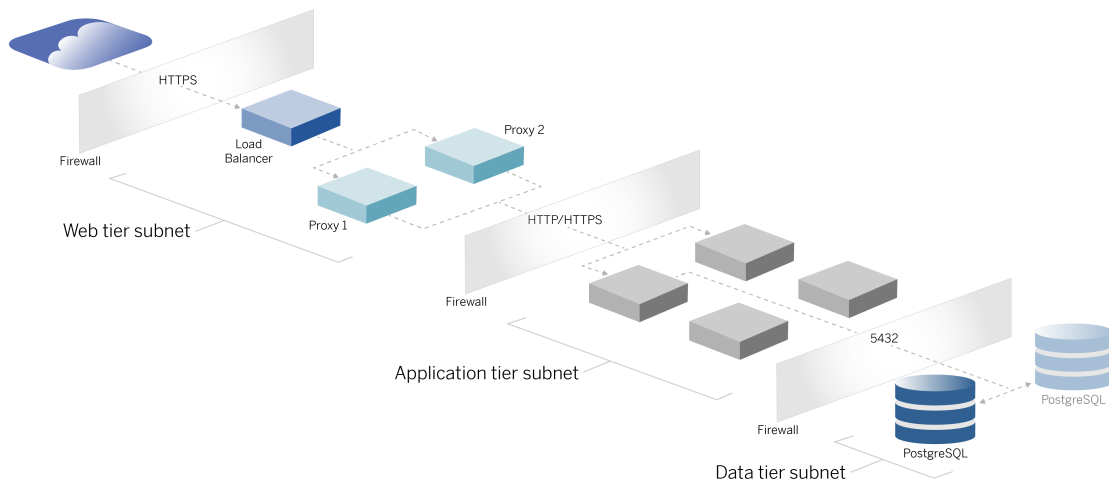 HTTPS
Load
Balancer
Firewall
Proxy 2
Proxy 1
Web tier subnet
HTTP/HTTPS
Firewall
Application tier subnet
5432
PostgreSQL
Firewall
PostgreSQL
Data tier subnet